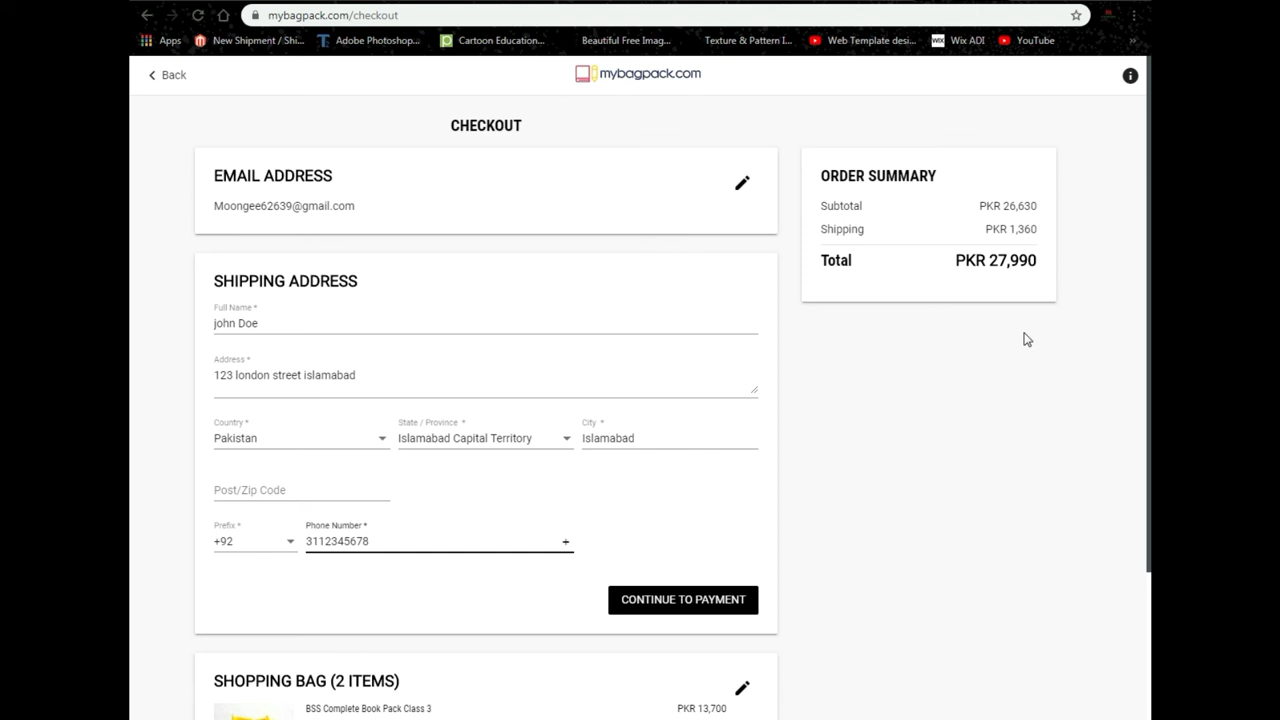 mybagpack.com/checkout
Apps New Shipment / Shi... Adobe Photoshop... Cartoon Education... Beautiful Free Imag... Texture & Pattern I... Web Template desi... WIX Wix ADI YouTube »
Back
mybagpack.com
CHECKOUT
EMAIL ADDRESS
Moongee62639@gmail.com
SHIPPING ADDRESS
Full Name *
john Doe
Address *
123 london street islamabad
Country * State / Province * City *
Pakistan Islamabad Capital Territory Islamabad
Post/Zip Code
Prefix * Phone Number *
+92 3112345678 +
CONTINUE TO PAYMENT
SHOPPING BAG (2 ITEMS)
BSS Complete Book Pack Class 3 PKR 13,700
ORDER SUMMARY
Subtotal PKR 26,630
Shipping PKR 1,360
Total PKR 27,990